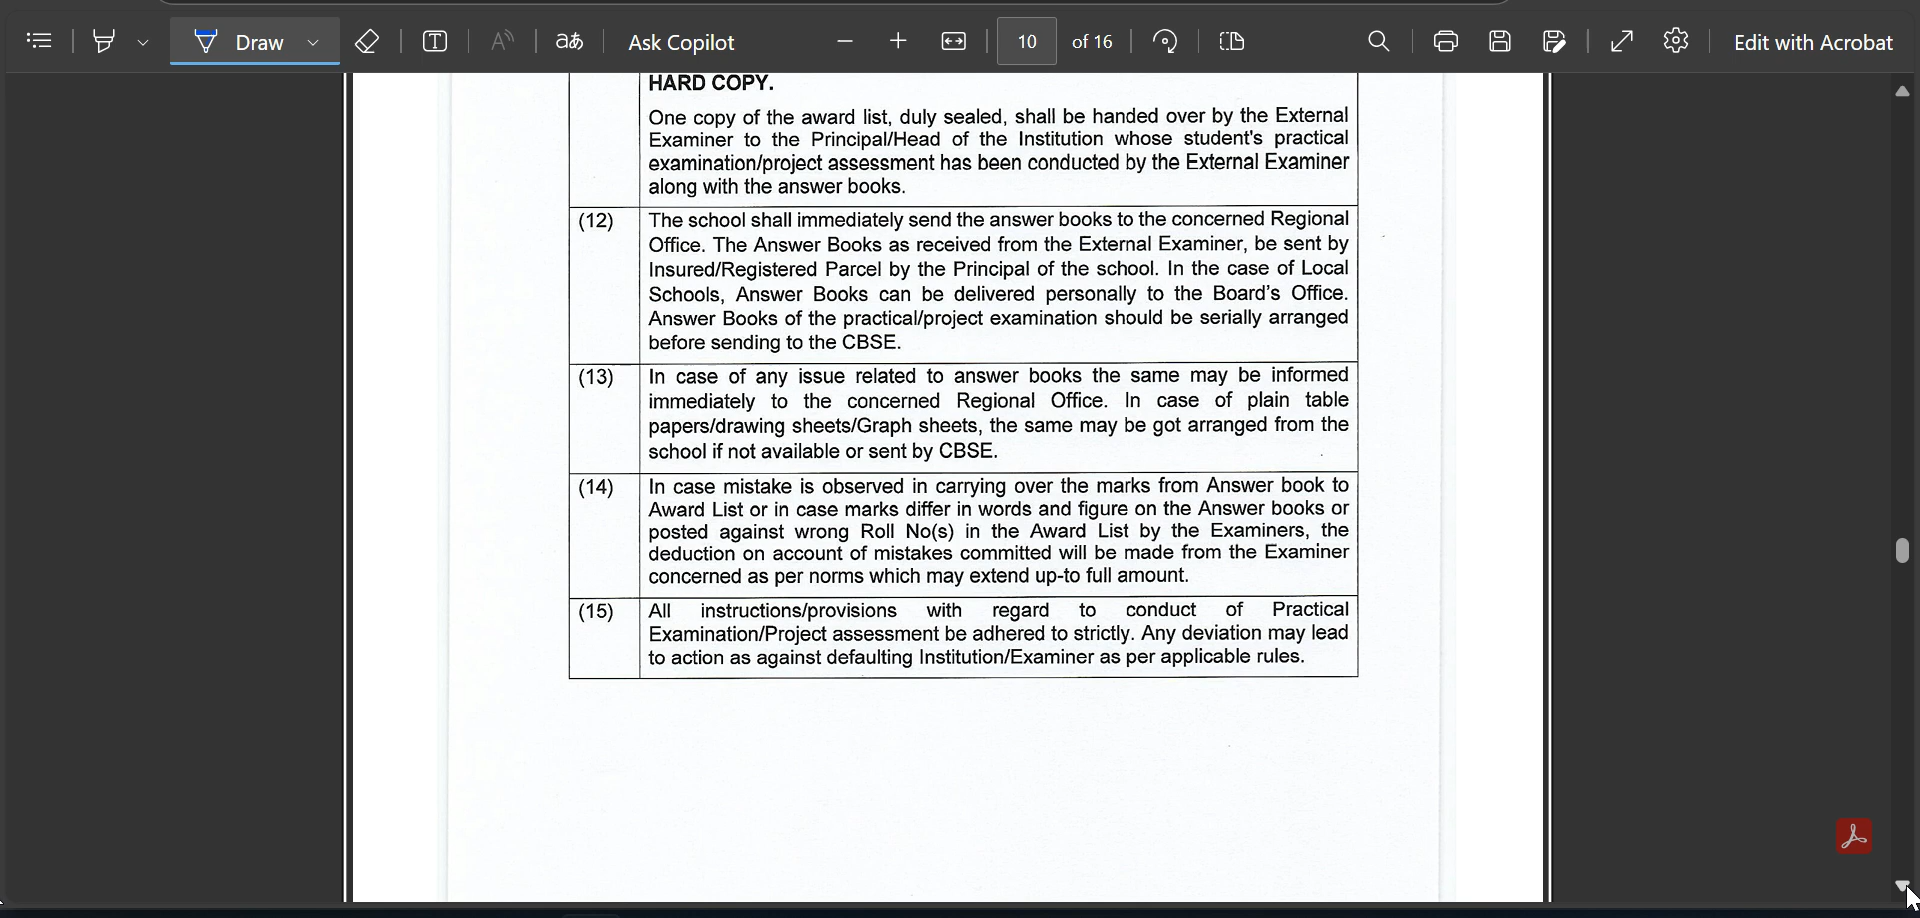 Draw
aあ
Ask Copilot
10
of 16
Edit with Acrobat
HARD COPY.
One copy of the award list, duly sealed, shall be handed over by the External
Examiner to the Principal/Head of the Institution whose student's practical
examination/project assessment has been conducted by the External Examiner
along with the answer books.
(12)
The school shall immediately send the answer books to the concerned Regional
Office. The Answer Books as received from the External Examiner, be sent by
Insured/Registered Parcel by the Principal of the school. In the case of Local
Schools, Answer Books can be delivered personally to the Board's Office.
Answer Books of the practical/project examination should be serially arranged
before sending to the CBSE.
(13)
In case of any issue related to answer books the same may be informed
immediately to the concerned Regional Office. In case of plain table
papers/drawing sheets/Graph sheets, the same may be got arranged from the
school if not available or sent by CBSE.
(14)
In case mistake is observed in carrying over the marks from Answer book to
Award List or in case marks differ in words and figure on the Answer books or
posted against wrong Roll No(s) in the Award List by the Examiners, the
deduction on account of mistakes committed will be made from the Examiner
concerned as per norms which may extend up-to full amount.
(15)
All instructions/provisions with regard to conduct of Practical
Examination/Project assessment be adhered to strictly. Any deviation may lead
to action as against defaulting Institution/Examiner as per applicable rules.